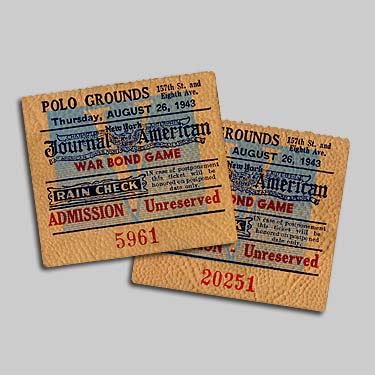 POLO GROUNDS 157th St. and Eighth Ave.
Thursday, AUGUST 26, 1943
New York
Journal American
WAR BOND GAME
RAIN CHECK IN case of postponement
this ticket will be
honored on postponed
date only.
ADMISSION - Unreserved
5961
GROUNDS 157th St. and Eighth Ave.
AUGUST 26, 1943
New York
American
BOND GAME
IN case of postponement
this ticket will be
honored on postponed
date only.
- Unreserved
20251